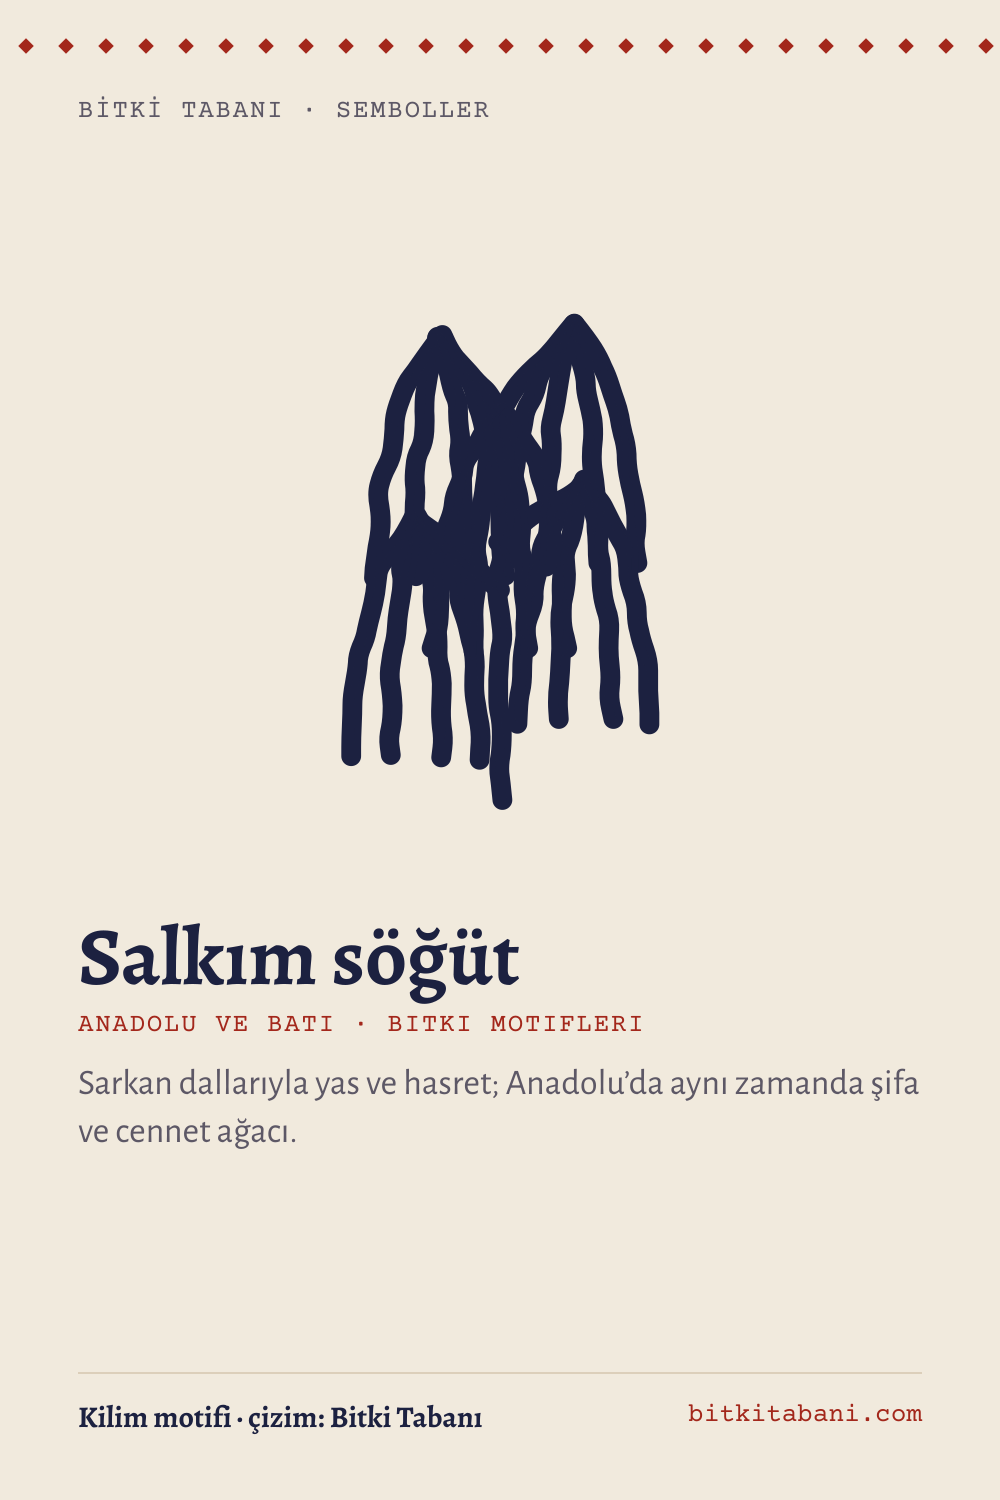 BİTKİ TABANI · SEMBOLLER
Salkım söğüt
ANADOLU VE BATI · BITKI MOTIFLERI
Sarkan dallarıyla yas ve hasret; Anadolu’da aynı zamanda şifa
ve cennet ağacı.
Kilim motifi · çizim: Bitki Tabanı
bitkitabani.com